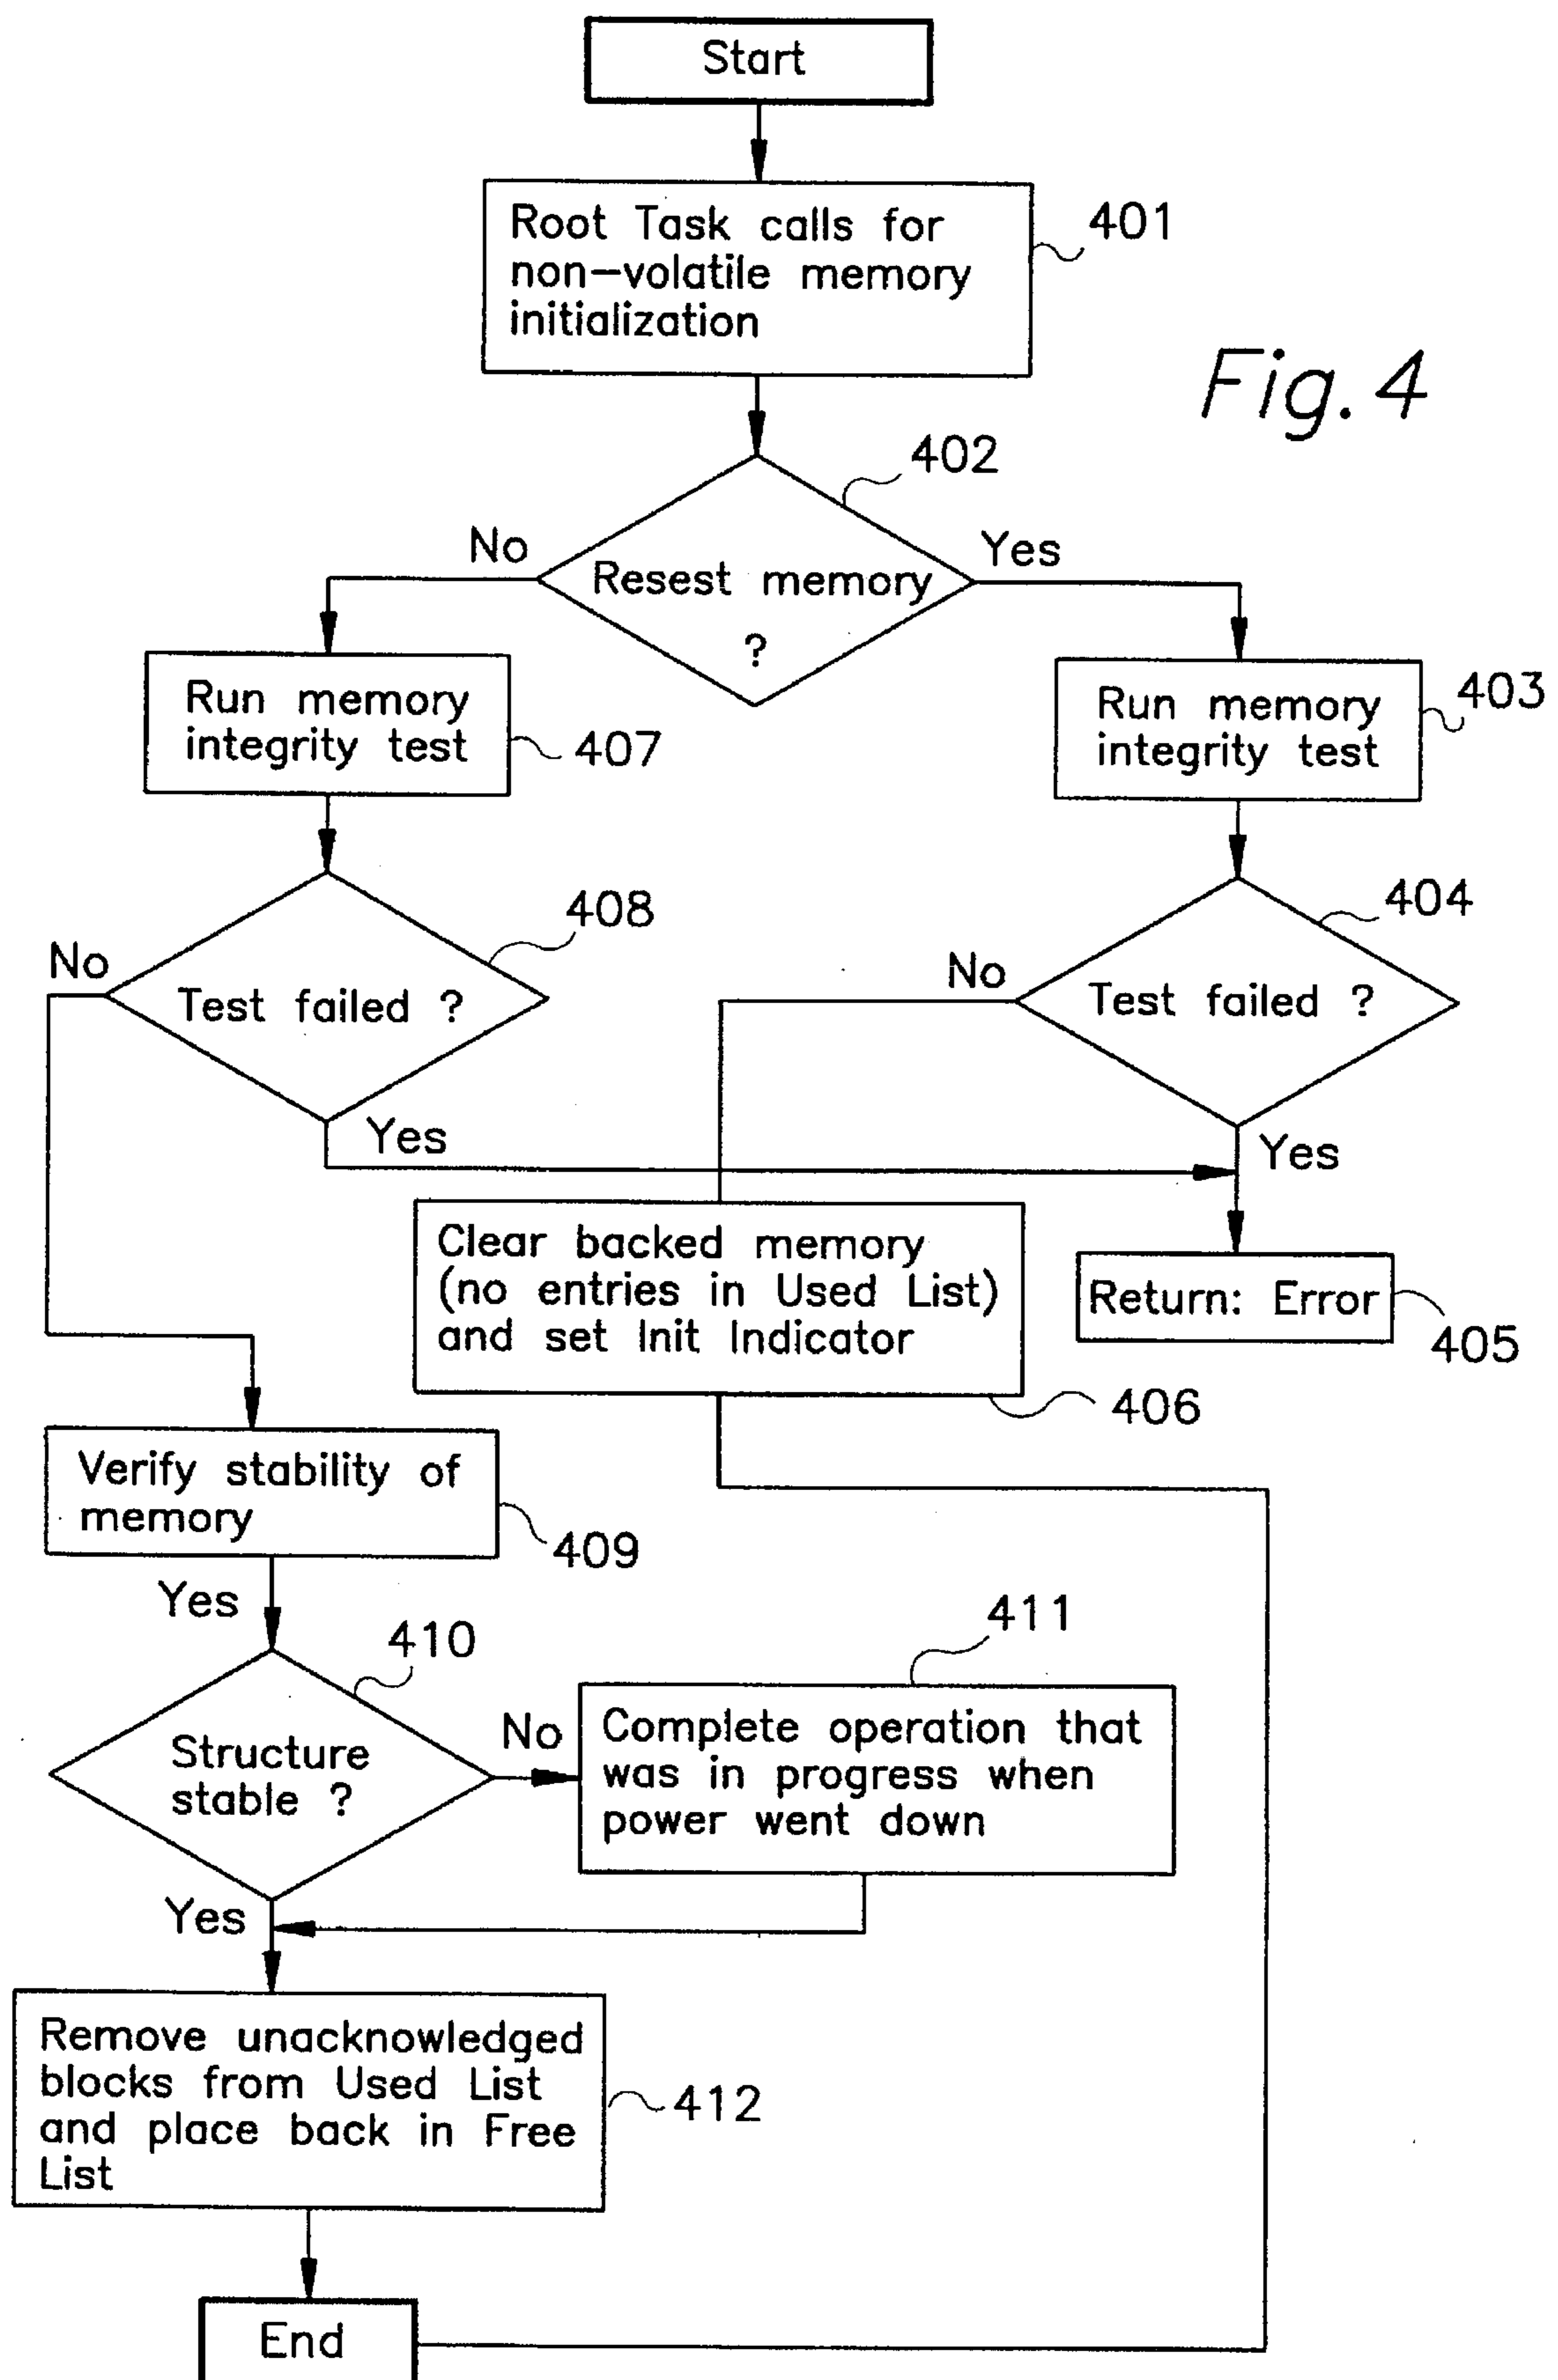 Start
Root Task calls for
non-volatile memory
initialization
401
Fig. 4
402
No
Yes
Resest memory
?
Run memory
integrity test
407
Run memory
integrity test
403
408
404
No
Test failed ?
No
Test failed ?
Yes
Yes
Clear backed memory
(no entries in Used List)
and set Init Indicator
406
Return: Error
405
Verify stability of
memory
409
Yes
410
411
Structure
stable ?
No
Complete operation that
was in progress when
power went down
Yes
Remove unacknowledged
blocks from Used List
and place back in Free
List
412
End